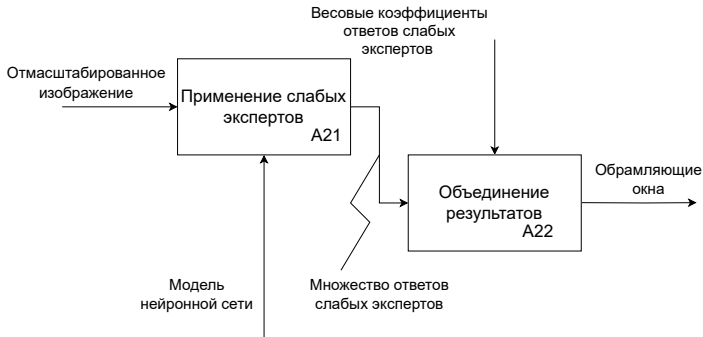 Весовые коэффициенты
ответов слабых
экспертов
Отмасштабированное
изображение
Применение слабых
экспертов
A21
Объединение
результатов
A22
Обрамляющие
окна
Модель
нейронной сети
Множество ответов
слабых экспертов